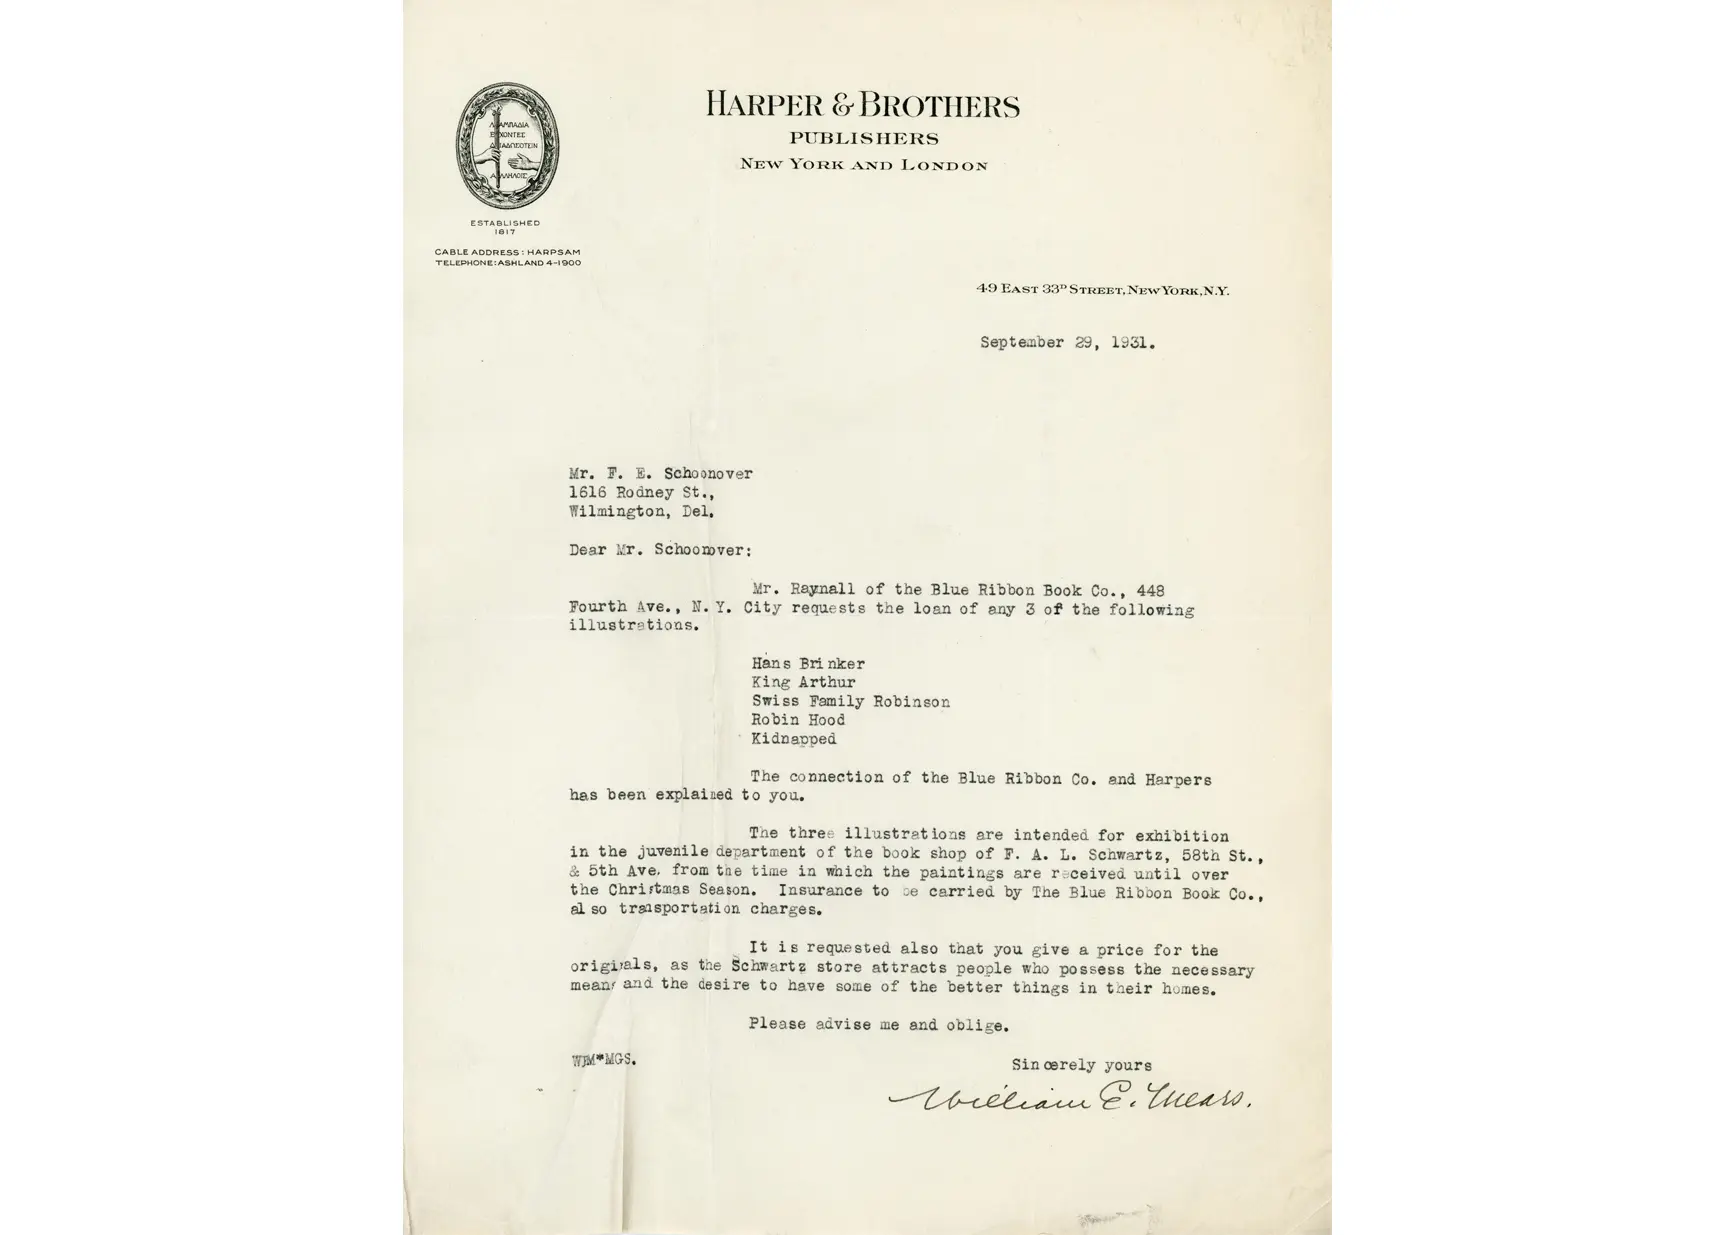 HARPER & BROTHERS
PUBLISHERS
NEW YORK AND LONDON
ΛΑΜΠΑΔΙΑ
ΕΧΟΝΤΕΣ
ΔΙΑΔΩΣΟΥΣΙΝ
ΑΛΛΗΛΟΙΣ
ESTABLISHED
1817
CABLE ADDRESS: HARPSAM
TELEPHONE: ASHLAND 4-1900
49 EAST 33D STREET, NEW YORK, N.Y.
September 29, 1931.
Mr. F. E. Schoonover
1616 Rodney St.,
Wilmington, Del.
Dear Mr. Schoonover:
Mr. Raynall of the Blue Ribbon Book Co., 448
Fourth Ave., N. Y. City requests the loan of any 3 of the following
illustrations.
Hans Brinker
King Arthur
Swiss Family Robinson
Robin Hood
Kidnapped
The connection of the Blue Ribbon Co. and Harpers
has been explained to you.
The three illustrations are intended for exhibition
in the juvenile department of the book shop of F. A. L. Schwartz, 58th St.,
& 5th Ave. from the time in which the paintings are received until over
the Christmas Season. Insurance to be carried by The Blue Ribbon Book Co.,
also transportation charges.
It is requested also that you give a price for the
originals, as the Schwartz store attracts people who possess the necessary
means and the desire to have some of the better things in their homes.
Please advise me and oblige.
WJM*MGS.
Sincerely yours
William E. Mears.